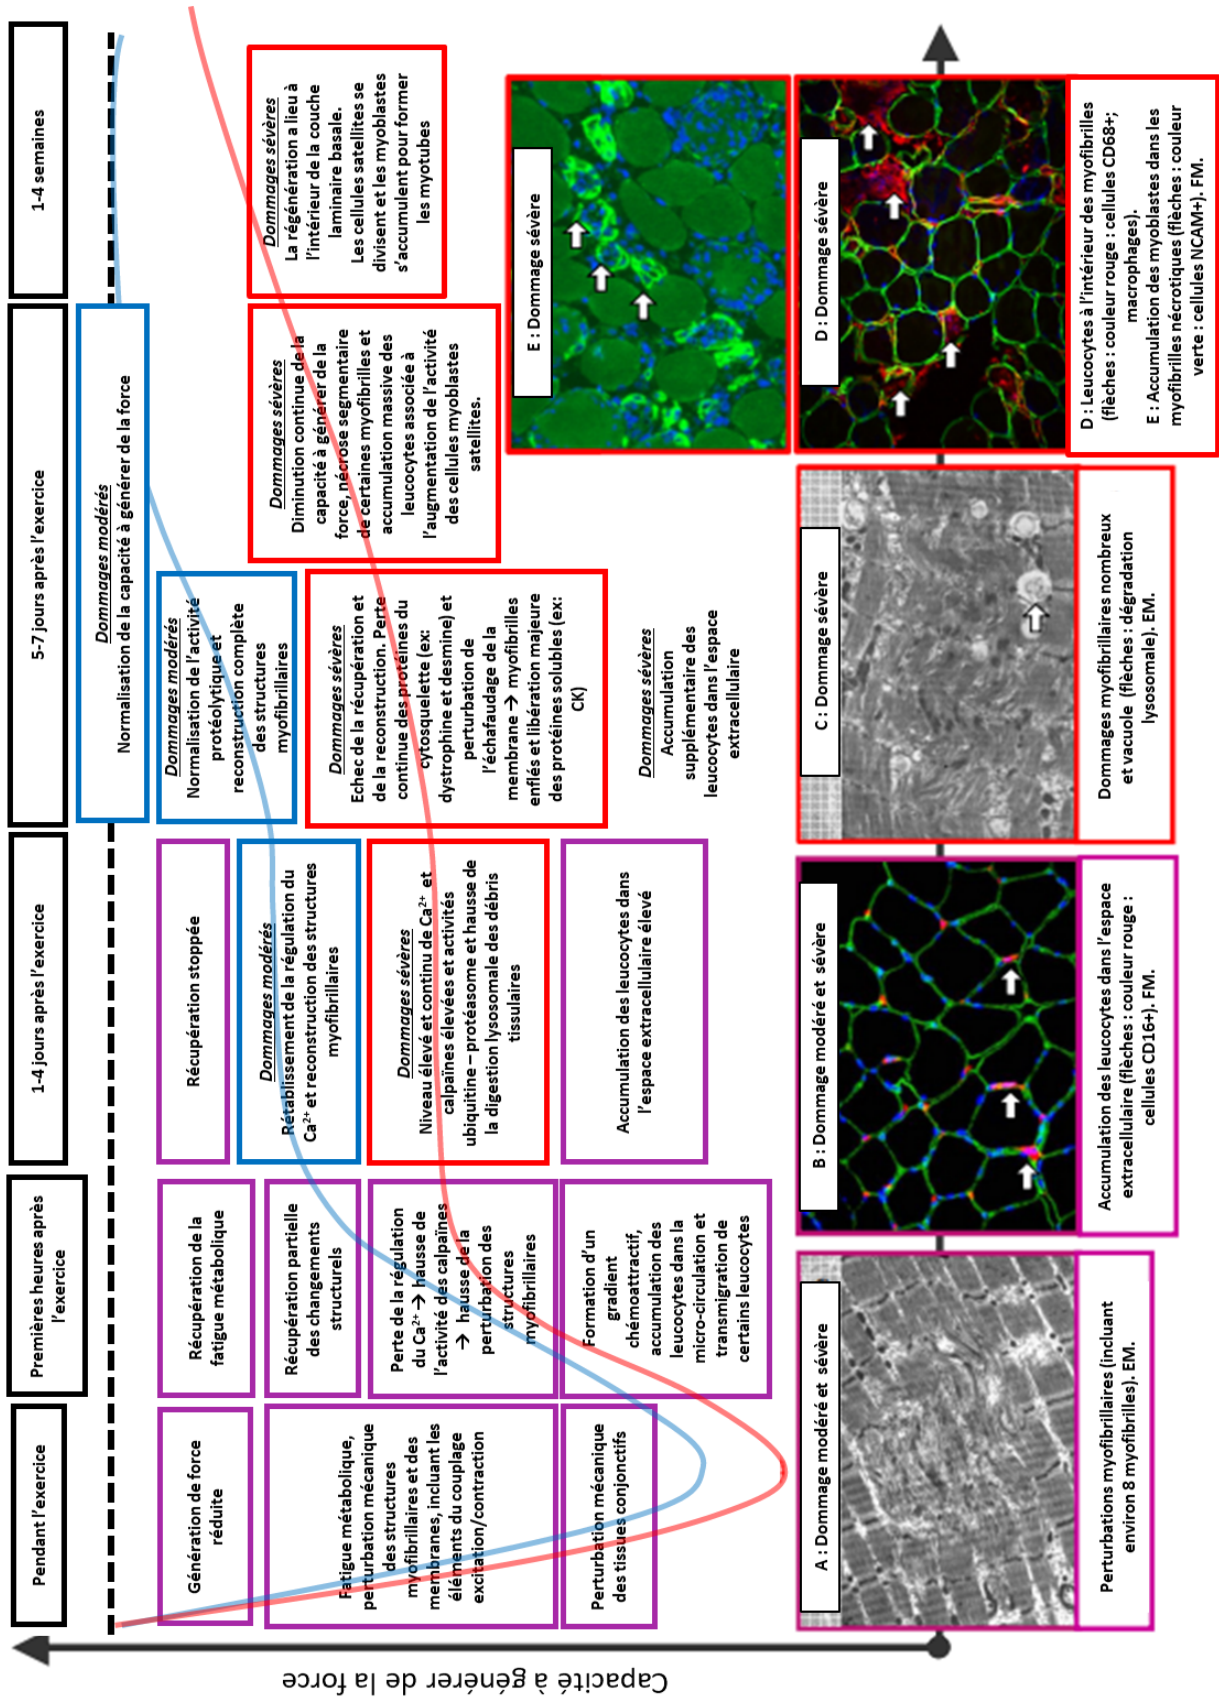 Capacité à générer de la force
Pendant l'exercice
Premières heures après
l'exercice
1-4 jours après l'exercice
5-7 jours après l'exercice
1-4 semaines
Génération de force
réduite
Fatigue métabolique,
perturbation mécanique
des structures
myofibrillaires et des
membranes, incluant les
éléments du couplage
excitation/contraction
Perturbation mécanique
des tissues conjonctifs
Récupération de la
fatigue métabolique
Récupération partielle
des changements
structurels
Perte de la régulation
du Ca²⁺ → hausse de
l'activité des calpaïnes
→ hausse de la
perturbation des
structures
myofibrillaires
Formation d'un
gradient
chémoattractif,
accumulation des
leucocytes dans la
micro-circulation et
transmigration de
certains leucocytes
Récupération stoppée
Dommages modérés
Rétablissement de la régulation du
Ca²⁺ et reconstruction des structures
myofibrillaires
Dommages sévères
Niveau élevé et continu de Ca²⁺ et
calpaïnes élevées et activités
ubiquitine – protéasome et hausse de
la digestion lysosomale des débris
tissulaires
Accumulation des leucocytes dans
l'espace extracellulaire élevé
Dommages modérés
Normalisation de la capacité à générer de la force
Dommages modérés
Normalisation de l'activité
protéolytique et
reconstruction complète
des structures
myofibrillaires
Dommages sévères
Echec de la récupération et
de la reconstruction. Perte
continue des protéines du
cytosquelette (ex:
dystrophine et desmine) et
perturbation de
l'échafaudage de la
membrane → myofibrilles
enflés et libération majeure
des protéines solubles (ex:
CK)
Dommages sévères
Accumulation
supplémentaire des
leucocytes dans l'espace
extracellulaire
Dommages sévères
Diminution continue de la
capacité à générer de la
force, nécrose segmentaire
de certaines myofibrilles et
accumulation massive des
leucocytes associée à
l'augmentation de l'activité
des cellules myoblastes
satellites.
Dommages sévères
La régénération a lieu à
l'intérieur de la couche
laminaire basale.
Les cellules satellites se
divisent et les myoblastes
s'accumulent pour former
les myotubes
A : Dommage modéré et sévère
Perturbations myofibrillaires (incluant
environ 8 myofibrilles). EM.
B : Dommage modéré et sévère
Accumulation des leucocytes dans l'espace
extracellulaire (flèches : couleur rouge :
cellules CD16+). FM.
C : Dommage sévère
Dommages myofibrillaires nombreux
et vacuole (flèches : dégradation
lysosomale). EM.
E : Dommage sévère
D : Dommage sévère
D : Leucocytes à l'intérieur des myofibrilles
(flèches : couleur rouge : cellules CD68+;
macrophages).
E : Accumulation des myoblastes dans les
myofibrilles nécrotiques (flèches : couleur
verte : cellules NCAM+). FM.